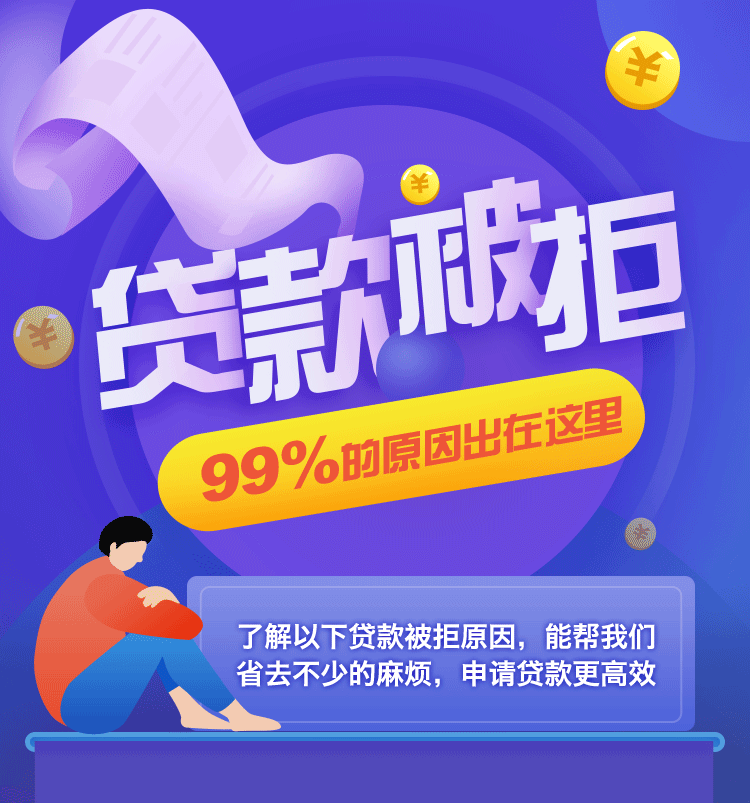 贷款被拒
99%的原因出在这里
了解以下贷款被拒原因，能帮我们
省去不少的麻烦，申请贷款更高效